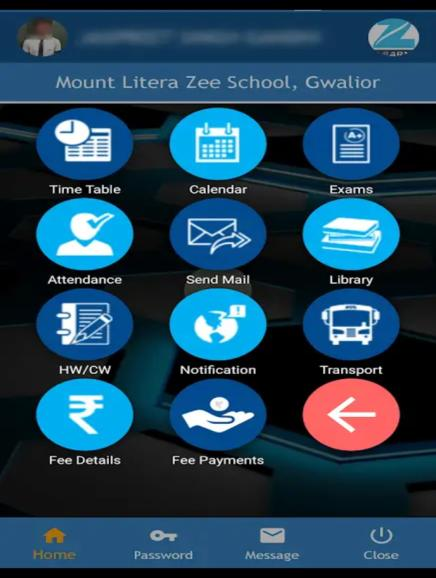 Mount Litera Zee School, Gwalior
Time Table Calendar Exams
Attendance Send Mail Library
HW/CW Notification Transport
Fee Details Fee Payments
Home Password Message Close